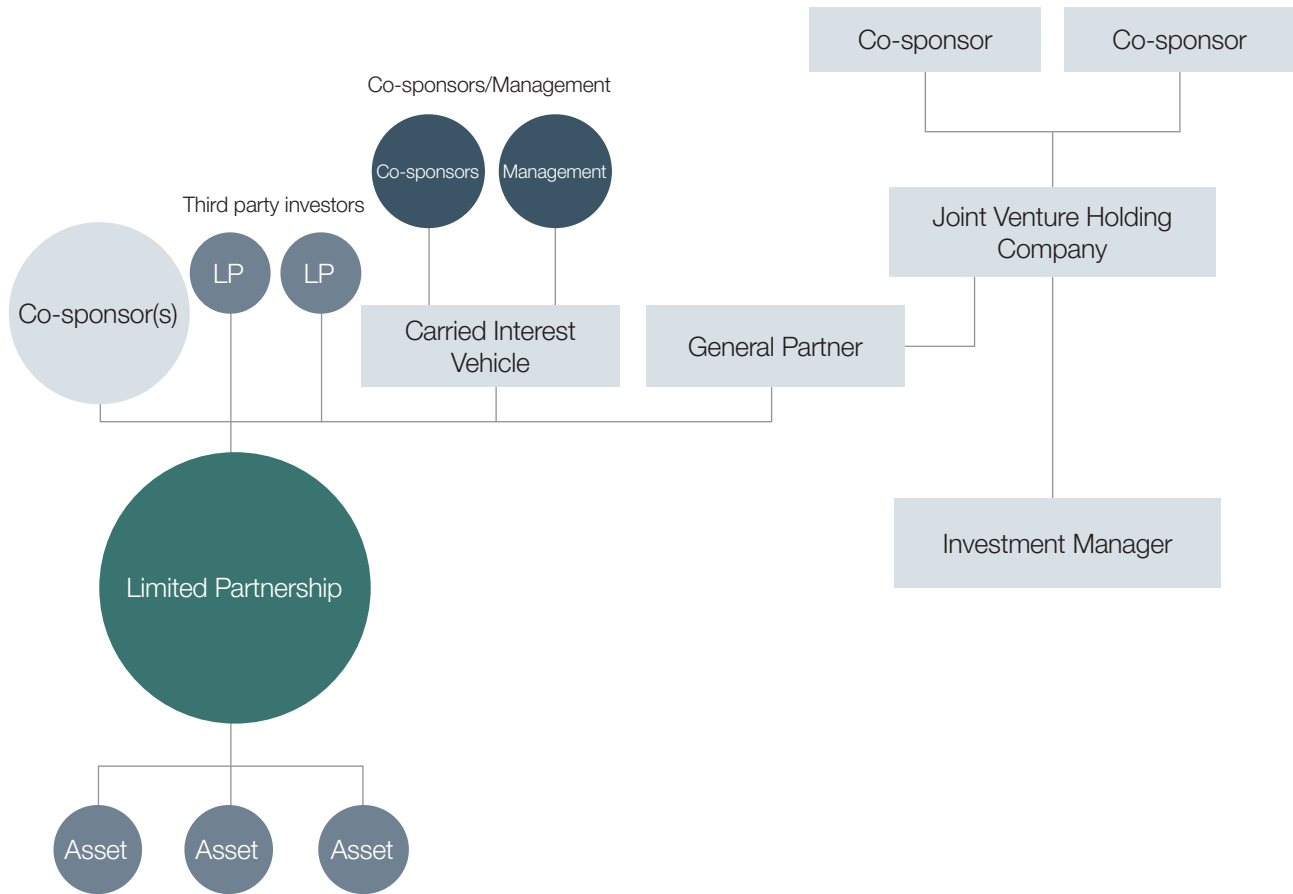 Co-sponsor
Co-sponsor
Co-sponsors/Management
Co-sponsors
Management
Third party investors
LP
LP
Co-sponsor(s)
Carried Interest
Vehicle
General Partner
Joint Venture Holding
Company
Investment Manager
Limited Partnership
Asset
Asset
Asset